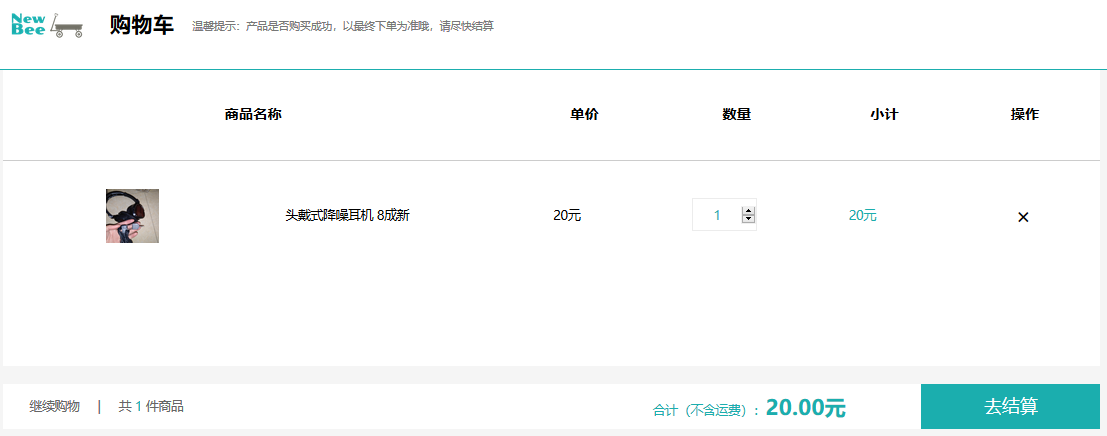 New
Bee
购物车 温馨提示：产品是否购买成功，以最终下单为准哦，请尽快结算
商品名称 单价 数量 小计 操作
头戴式降噪耳机 8成新 20元 1 20元 ×
继续购物 | 共 1 件商品 合计（不含运费）：20.00元 去结算